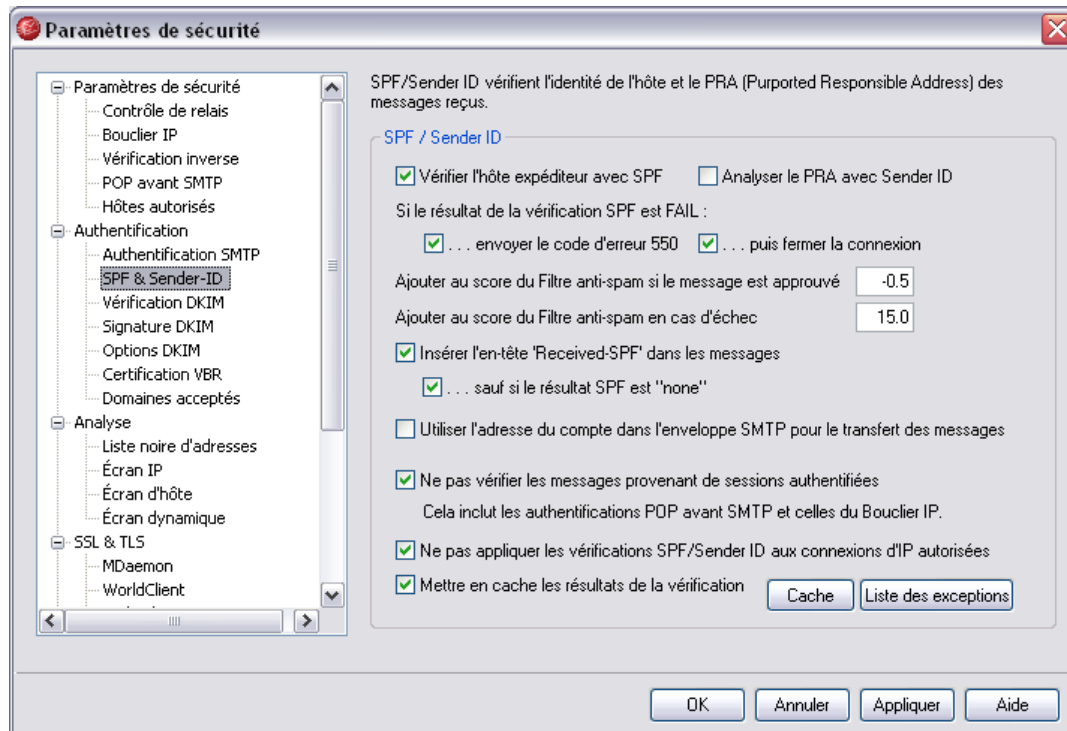 Paramètres de sécurité
Paramètres de sécurité
Contrôle de relais
Bouclier IP
Vérification inverse
POP avant SMTP
Hôtes autorisés
Authentification
Authentification SMTP
SPF & Sender-ID
Vérification DKIM
Signature DKIM
Options DKIM
Certification VBR
Domaines acceptés
Analyse
Liste noire d'adresses
Écran IP
Écran d'hôte
Écran dynamique
SSL & TLS
MDaemon
WorldClient
SPF/Sender ID vérifient l'identité de l'hôte et le PRA (Purported Responsible Address) des
messages reçus.
SPF / Sender ID
Vérifier l'hôte expéditeur avec SPF Analyser le PRA avec Sender ID
Si le résultat de la vérification SPF est FAIL :
. . . envoyer le code d'erreur 550 . . . puis fermer la connexion
Ajouter au score du Filtre anti-spam si le message est approuvé -0.5
Ajouter au score du Filtre anti-spam en cas d'échec 15.0
Insérer l'en-tête 'Received-SPF' dans les messages
. . . sauf si le résultat SPF est "none"
Utiliser l'adresse du compte dans l'enveloppe SMTP pour le transfert des messages
Ne pas vérifier les messages provenant de sessions authentifiées
Cela inclut les authentifications POP avant SMTP et celles du Bouclier IP.
Ne pas appliquer les vérifications SPF/Sender ID aux connexions d'IP autorisées
Mettre en cache les résultats de la vérification Cache Liste des exceptions
OK Annuler Appliquer Aide